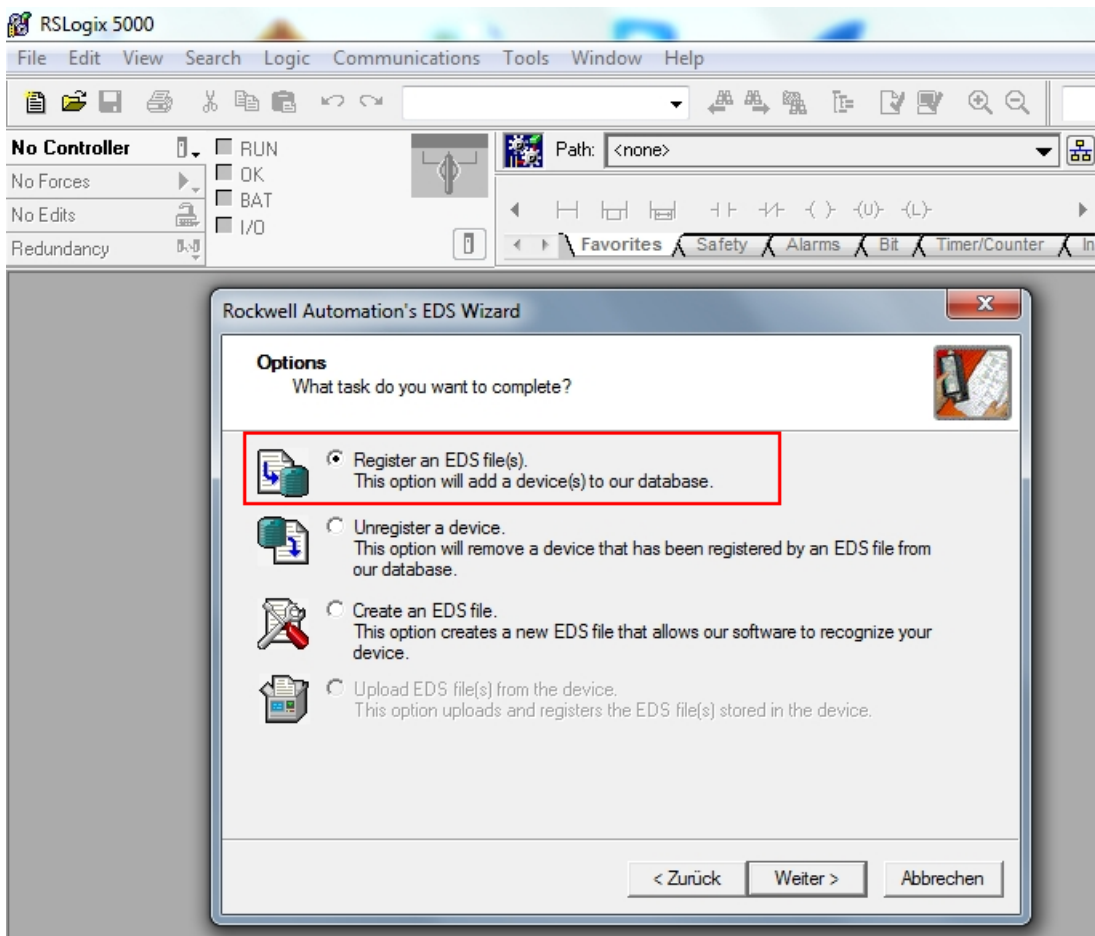 RSLogix 5000
File Edit View Search Logic Communications Tools Window Help
No Controller
RUN
Path: <none>
No Forces
OK
BAT
No Edits
I/O
Redundancy
(U) (L)
Favorites Safety Alarms Bit Timer/Counter In
Rockwell Automation's EDS Wizard
Options
What task do you want to complete?
Register an EDS file(s).
This option will add a device(s) to our database.
Unregister a device.
This option will remove a device that has been registered by an EDS file from
our database.
Create an EDS file.
This option creates a new EDS file that allows our software to recognize your
device.
Upload EDS file(s) from the device.
This option uploads and registers the EDS file(s) stored in the device.
< Zurück Weiter > Abbrechen